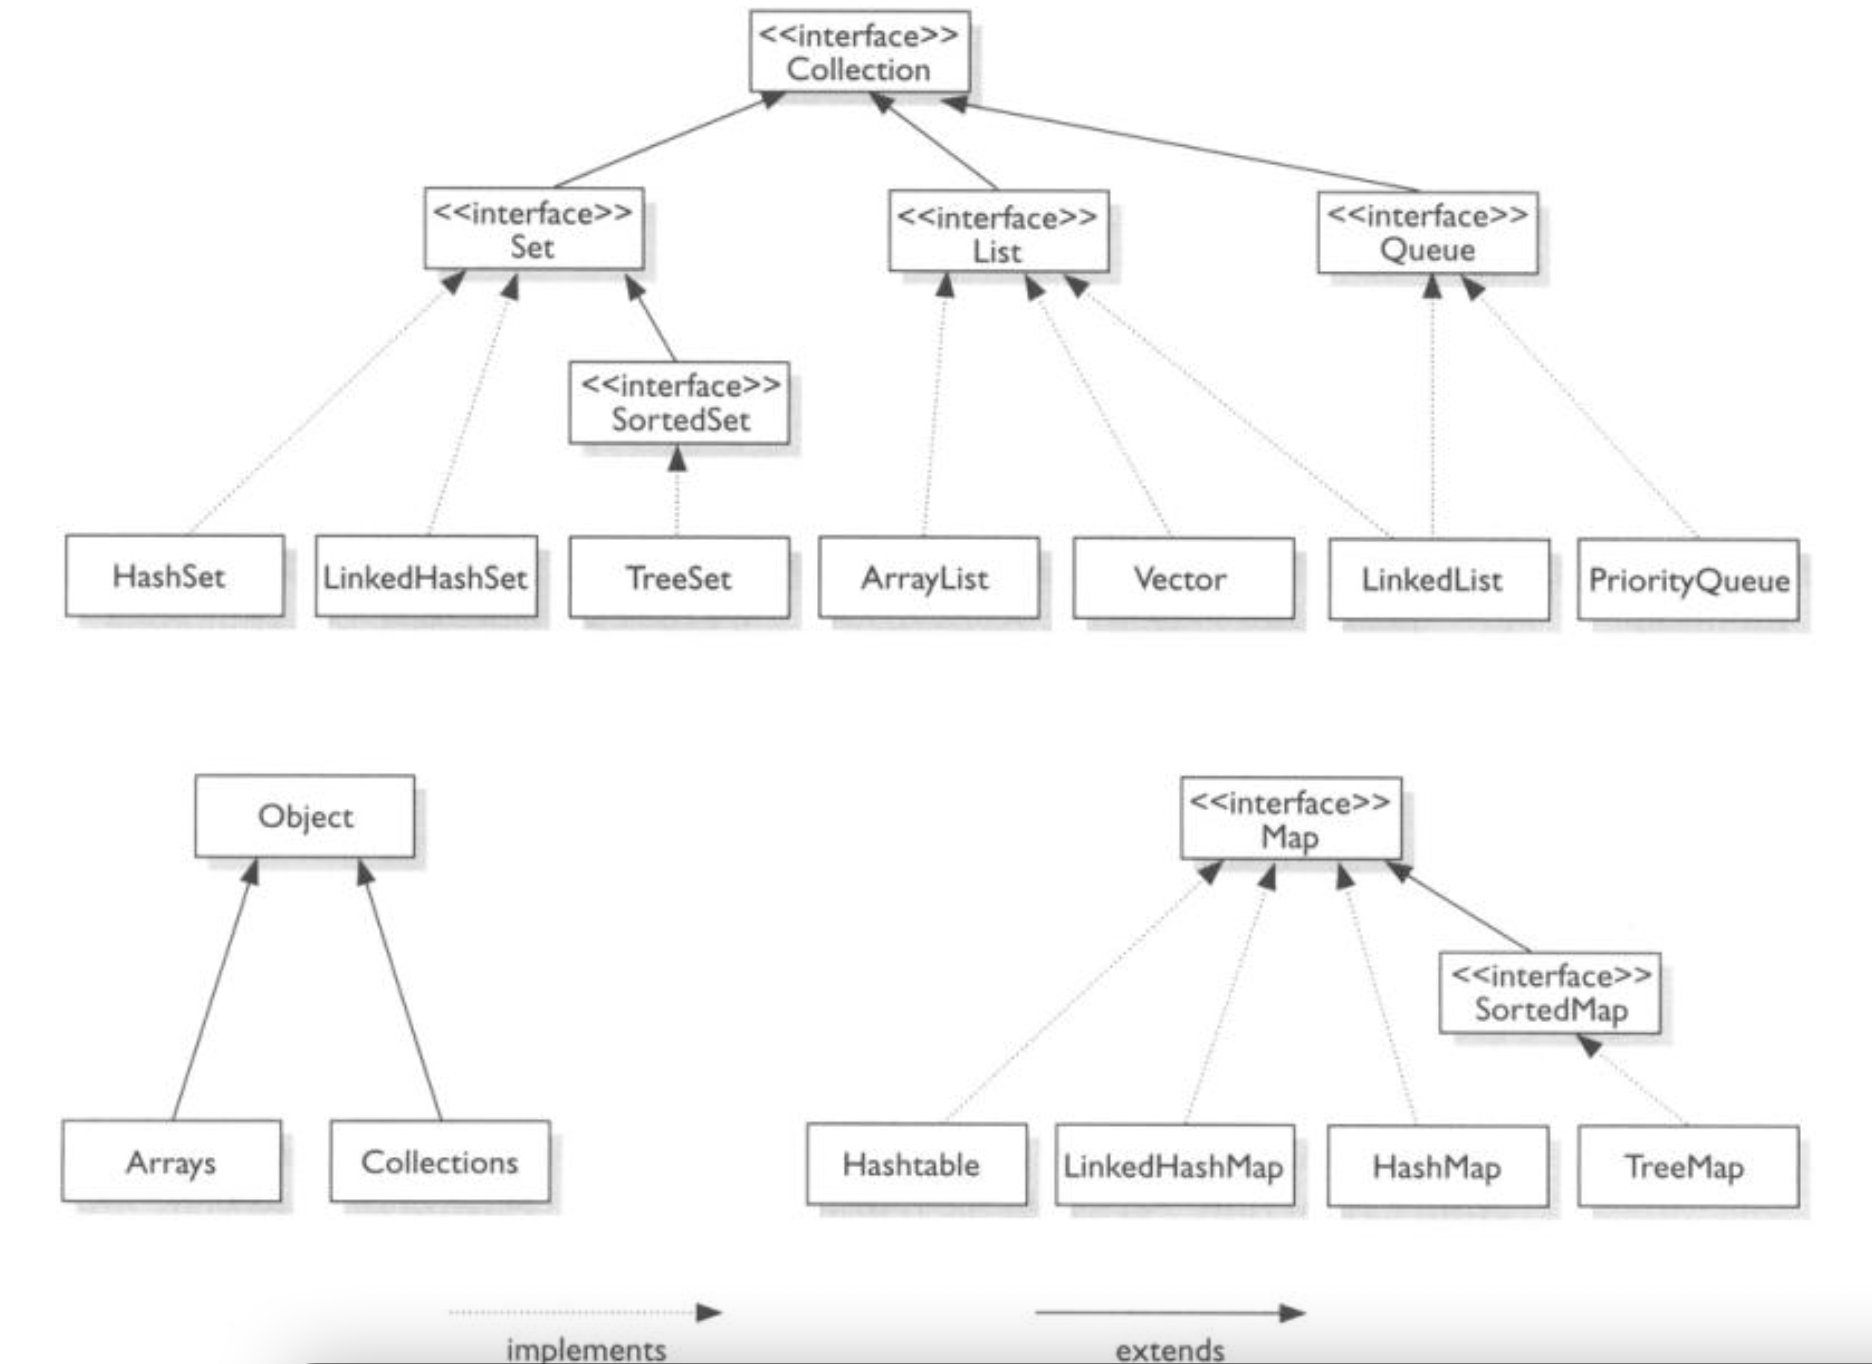 <<interface>>
Collection
<<interface>>
Set
<<interface>>
List
<<interface>>
Queue
<<interface>>
SortedSet
HashSet
LinkedHashSet
TreeSet
ArrayList
Vector
LinkedList
PriorityQueue
Object
<<interface>>
Map
<<interface>>
SortedMap
Arrays
Collections
Hashtable
LinkedHashMap
HashMap
TreeMap
implements
extends